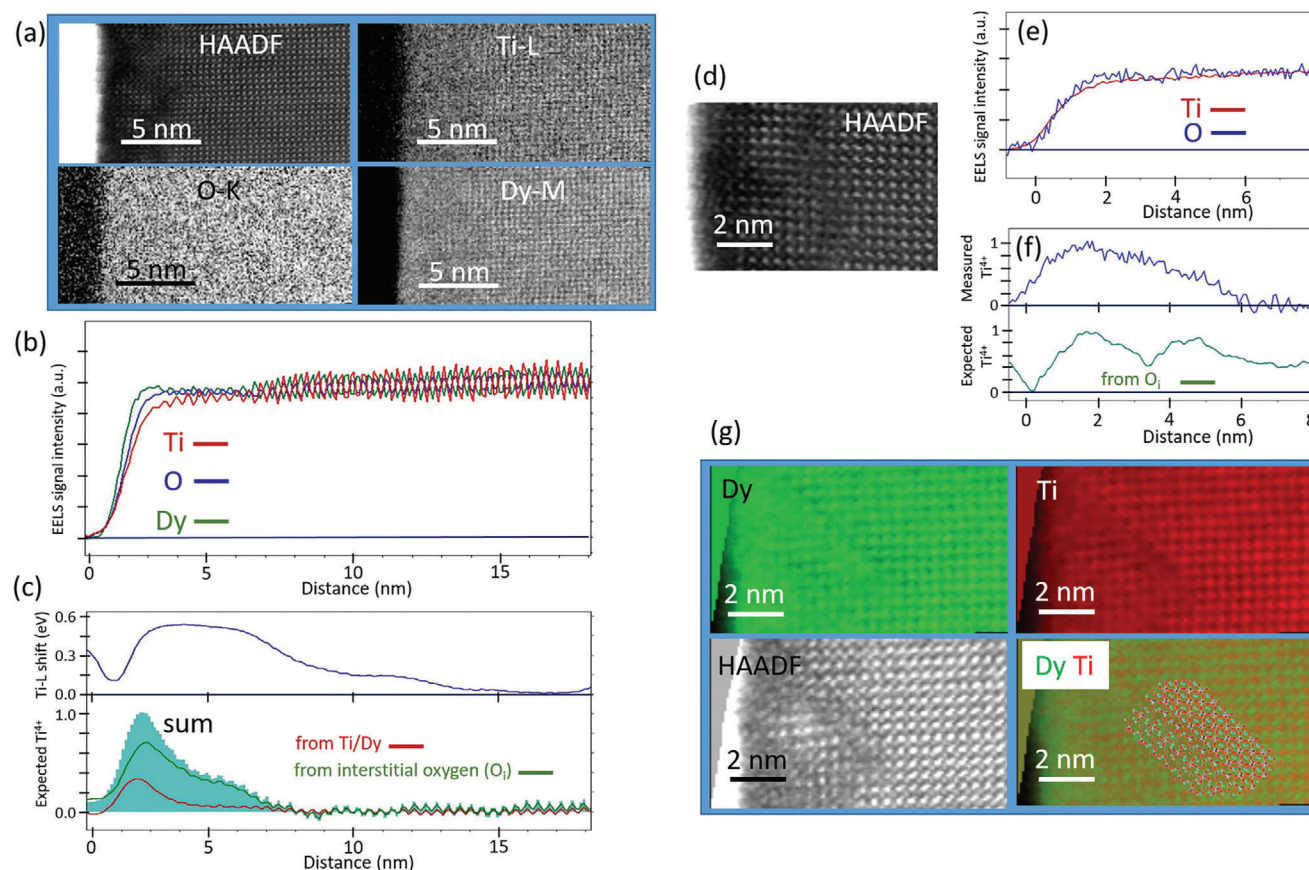 (a)
HAADF
5 nm
Ti-L
5 nm
O-K
5 nm
Dy-M
5 nm
(b)
EELS signal intensity (a.u.)
Ti
O
Dy
0
5
10
15
Distance (nm)
(c)
Ti-L shift (eV)
0.6
0.3
0.0
Expected Ti4+
1.0
0.0
sum
from Ti/Dy
from interstitial oxygen (Oi)
0
5
10
15
Distance (nm)
(d)
HAADF
2 nm
(e)
EELS signal intensity (a.u.)
Ti
O
0
2
4
6
Distance (nm)
(f)
Measured
Ti4+
1
0
Expected
Ti4+
1
0
from Oi
0
2
4
6
8
Distance (nm)
(g)
Dy
2 nm
Ti
2 nm
HAADF
2 nm
Dy Ti
2 nm